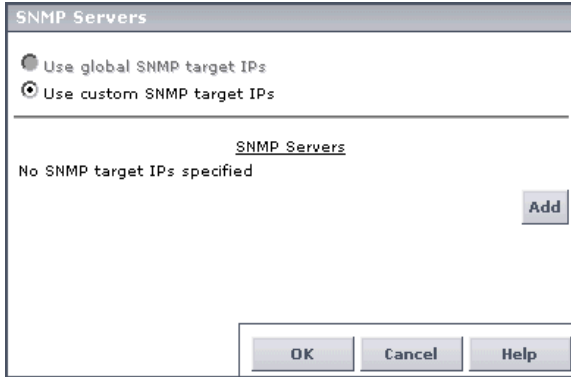 SNMP Servers
Use global SNMP target IPs
Use custom SNMP target IPs
SNMP Servers
No SNMP target IPs specified
Add
OK Cancel Help